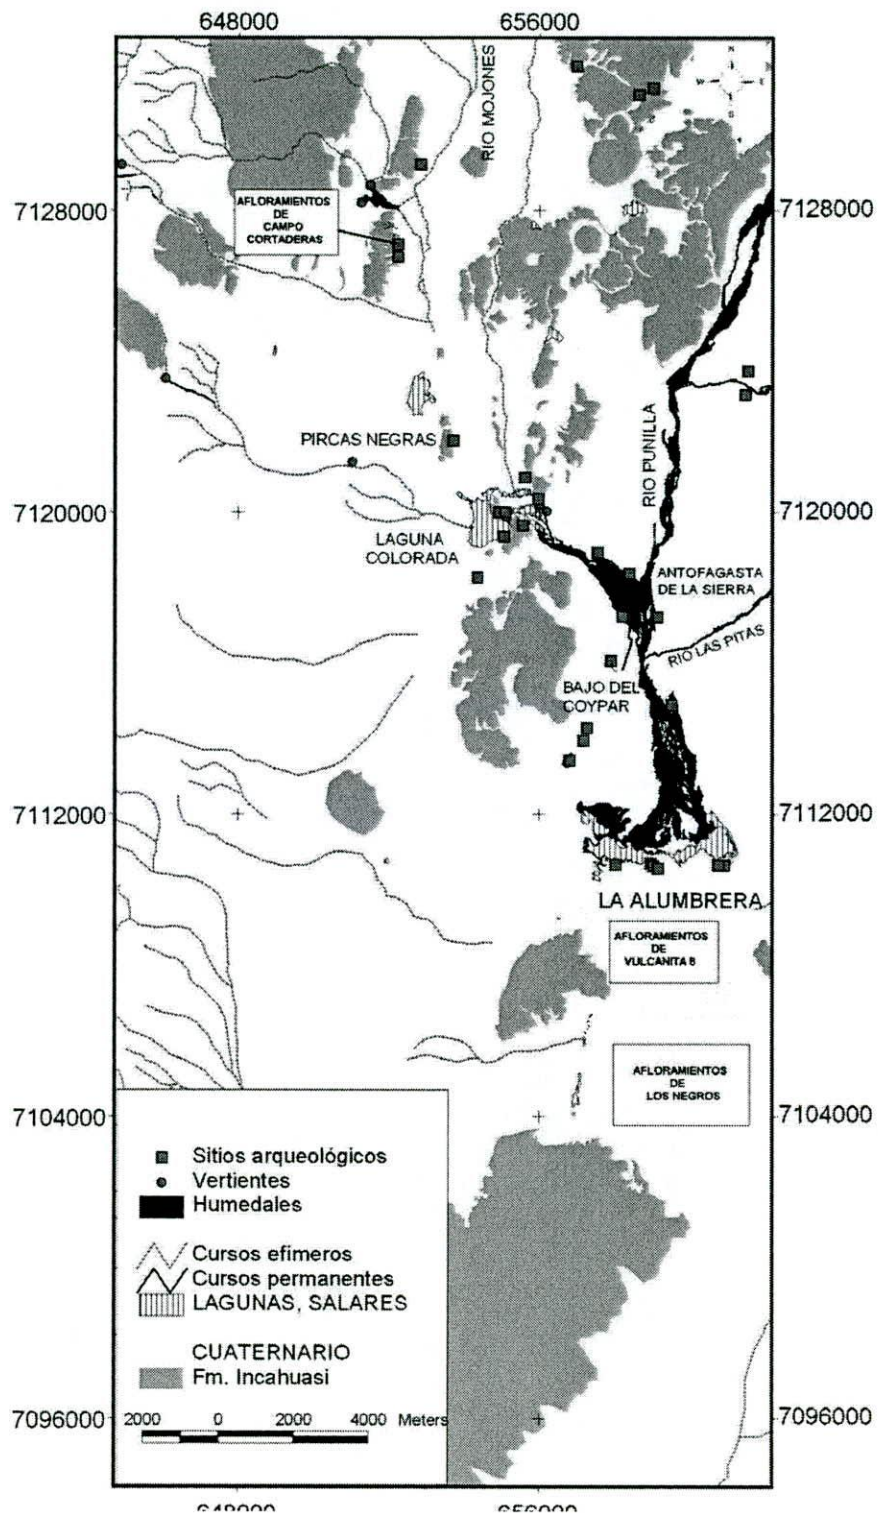 648000
656000
RIO MOJONES
N
W
E
S
7128000
7128000
AFLORAMIENTOS
DE
CAMPO
CORTADERAS
RIO PUNILLA
PIRCAS NEGRAS
7120000
7120000
LAGUNA
COLORADA
ANTOFAGASTA
DE LA SIERRA
RIO LAS PITAS
BAJO DEL
COYPAR
7112000
7112000
LA ALUMBRERA
AFLORAMIENTOS
DE
VULCANITA 8
AFLORAMIENTOS
DE
LOS NEGROS
7104000
7104000
Sitios arqueológicos
Vertientes
Humedales
Cursos efimeros
Cursos permanentes
LAGUNAS, SALARES
CUATERNARIO
Fm. Incahuasi
7096000
7096000
2000 0 2000 4000 Meters
648000
656000